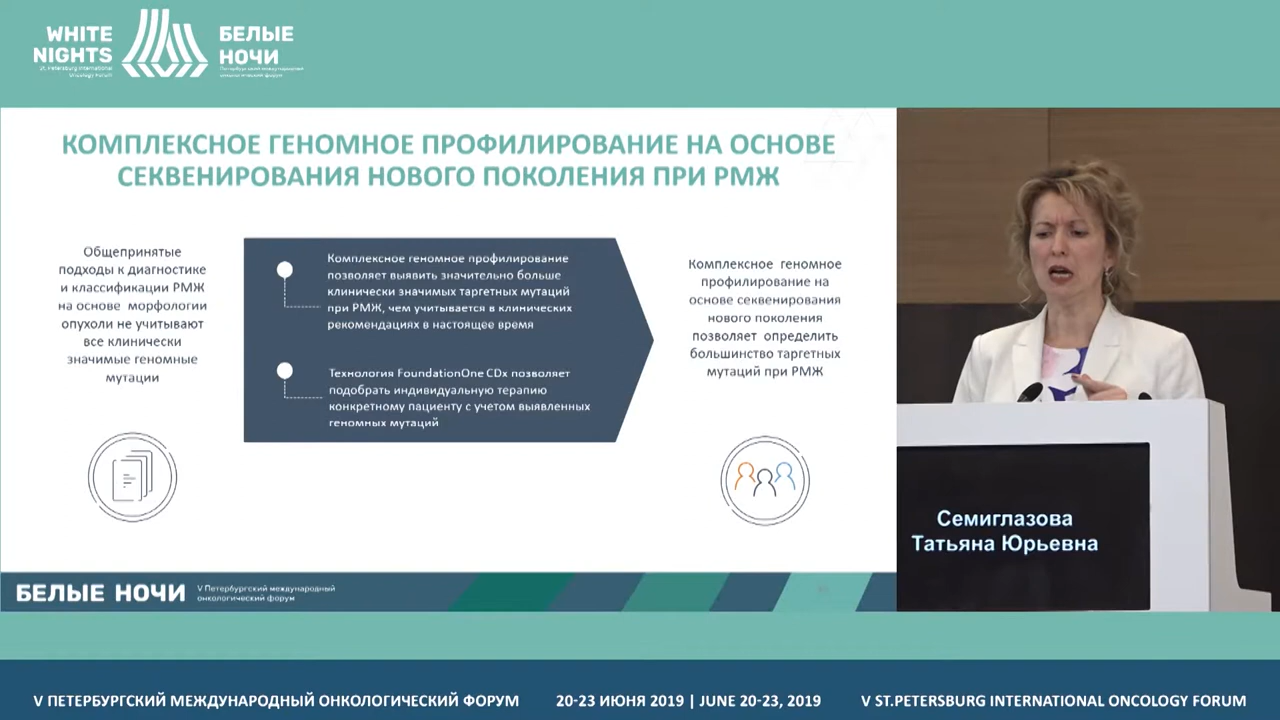 WHITE
NIGHTS
St. Petersburg International
Oncology Forum
БЕЛЫЕ
НОЧИ
Петербургский международный
онкологический форум
КОМПЛЕКСНОЕ ГЕНОМНОЕ ПРОФИЛИРОВАНИЕ НА ОСНОВЕ
СЕКВЕНИРОВАНИЯ НОВОГО ПОКОЛЕНИЯ ПРИ РМЖ
Общепринятые
подходы к диагностике
и классификации РМЖ
на основе морфологии
опухоли не учитывают
все клинически
значимые геномные
мутации
Комплексное геномное профилирование
позволяет выявить значительно больше
клинически значимых таргетных мутаций
при РМЖ, чем учитывается в клинических
рекомендациях в настоящее время
Технология FoundationOne CDx позволяет
подобрать индивидуальную терапию
конкретному пациенту с учетом выявленных
геномных мутаций
Комплексное геномное
профилирование на
основе секвенирования
нового поколения
позволяет определить
большинство таргетных
мутаций при РМЖ
Семиглазова
Татьяна Юрьевна
БЕЛЫЕ НОЧИ
V Петербургский международный
онкологический форум
V ПЕТЕРБУРГСКИЙ МЕЖДУНАРОДНЫЙ ОНКОЛОГИЧЕСКИЙ ФОРУМ
20-23 ИЮНЯ 2019 | JUNE 20-23, 2019
V ST.PETERSBURG INTERNATIONAL ONCOLOGY FORUM